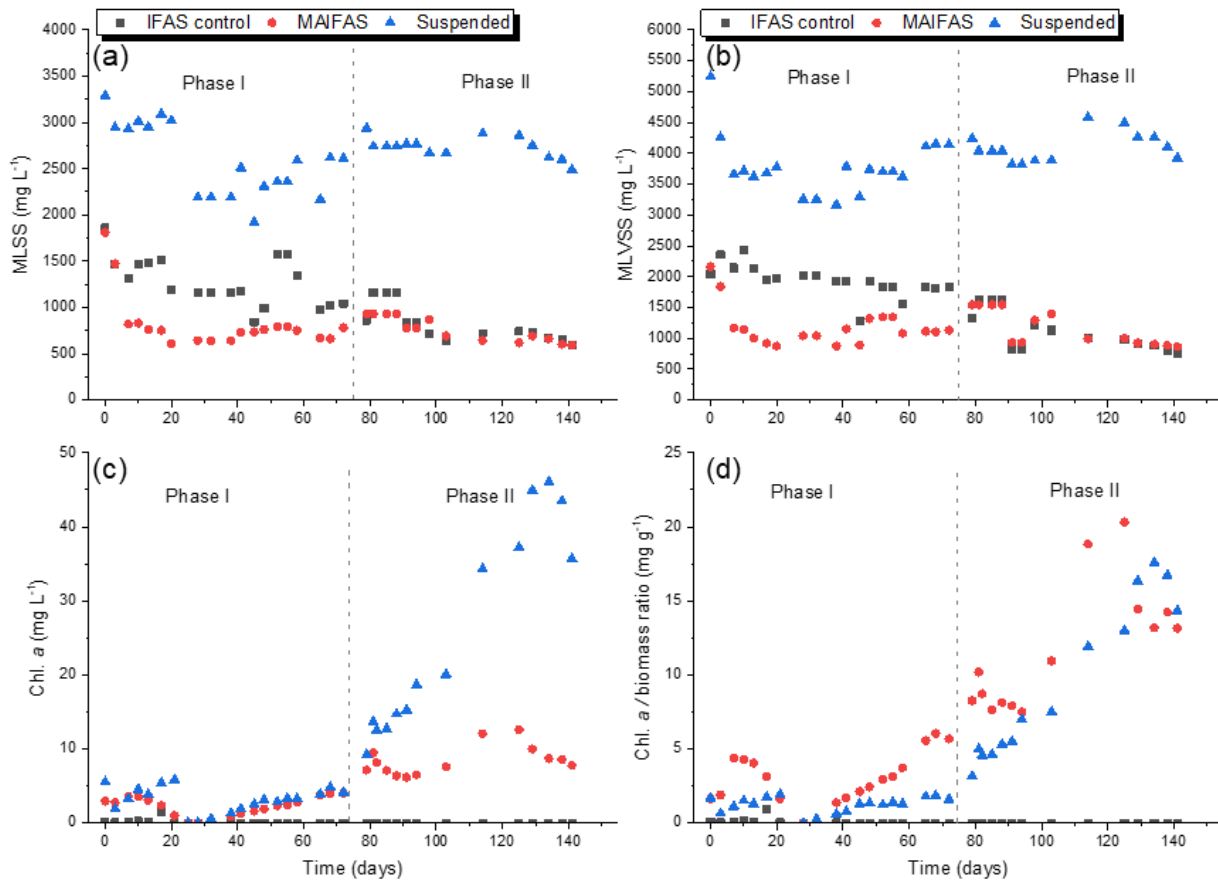 IFAS control MAIFAS Suspended
IFAS control MAIFAS Suspended
(a)
Phase I
Phase II
MLSS (mg L⁻¹)
4000
3500
3000
2500
2000
1500
1000
500
0
0 20 40 60 80 100 120 140
(b)
Phase I
Phase II
MLVSS (mg L⁻¹)
6000
5500
5000
4500
4000
3500
3000
2500
2000
1500
1000
500
0
0 20 40 60 80 100 120 140
(c)
Phase I
Phase II
Chl. a (mg L⁻¹)
50
40
30
20
10
0
0 20 40 60 80 100 120 140
Time (days)
(d)
Phase I
Phase II
Chl. a / biomass ratio (mg g⁻¹)
25
20
15
10
5
0
0 20 40 60 80 100 120 140
Time (days)